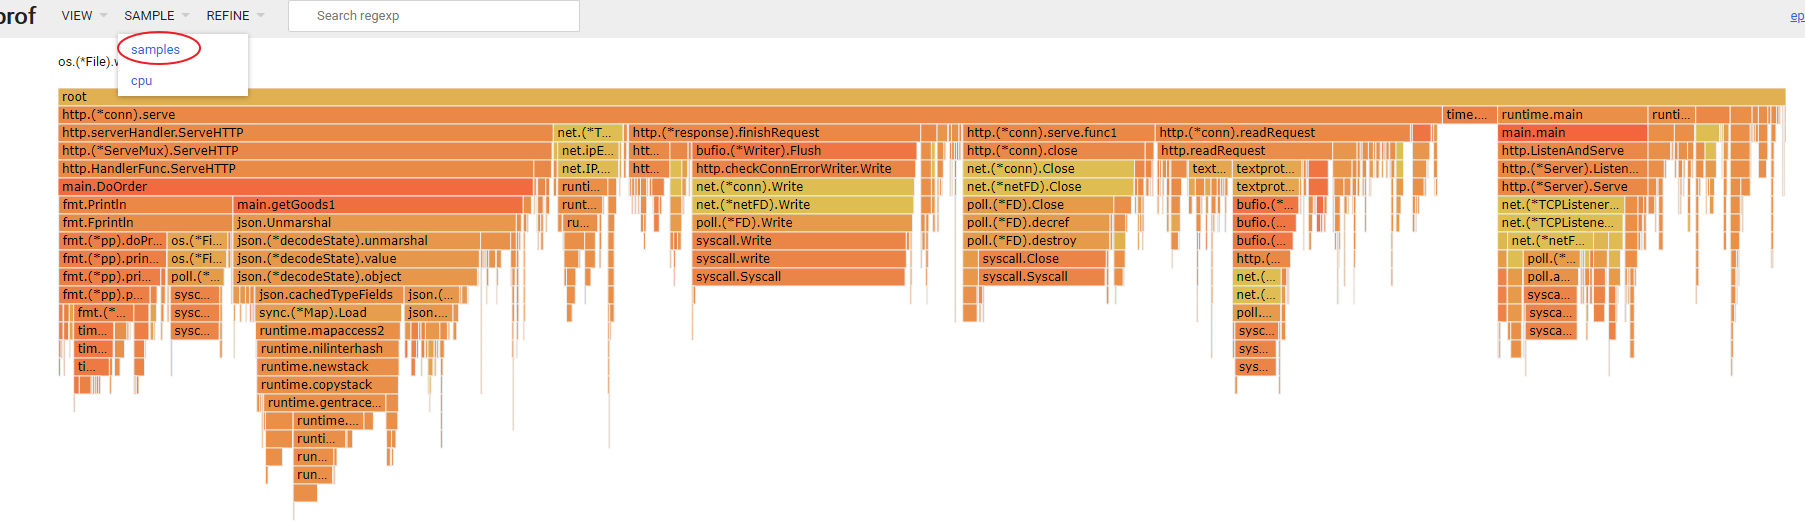 prof VIEW SAMPLE REFINE Search regexp ep
samples
os.(*File).w
cpu
root
http.(*conn).serve time.... runtime.main runti...
http.serverHandler.ServeHTTP net.(*T... http.(*response).finishRequest http.(*conn).serve.func1 http.(*conn).readRequest main.main
http.(*ServeMux).ServeHTTP net.ipE... htt... bufio.(*Writer).Flush http.(*conn).close http.readRequest http.ListenAndServe
http.HandlerFunc.ServeHTTP net.IP.... htt... http.checkConnErrorWriter.Write net.(*conn).Close text... textprot... http.(*Server).Listen...
main.DoOrder runti... net.(*conn).Write net.(*netFD).Close textprot... http.(*Server).Serve
fmt.Println main.getGoods1 runt... net.(*netFD).Write poll.(*FD).Close bufio.(*... net.(*TCPListener...
fmt.Fprintln json.Unmarshal ru... poll.(*FD).Write poll.(*FD).decref bufio.(... net.(*TCPListene...
fmt.(*pp).doPr... os.(*Fi... json.(*decodeState).unmarshal syscall.Write poll.(*FD).destroy bufio.(... net.(*netF...
fmt.(*pp).prin... os.(*Fi... json.(*decodeState).value syscall.write syscall.Close http.(... poll.(*...
fmt.(*pp).pri... poll.(*... json.(*decodeState).object syscall.Syscall syscall.Syscall net.(... poll.a...
fmt.(*pp).p... sysc... json.cachedTypeFields json.(... net.(... sysca...
fmt.(*... sysc... sync.(*Map).Load json.... poll.... sysca...
tim... sysc... runtime.mapaccess2 sysc... sysca...
tim... runtime.nilinterhash sys...
ti... runtime.newstack sys...
runtime.copystack
runtime.gentrace...
runtime....
runti...
run...
run...